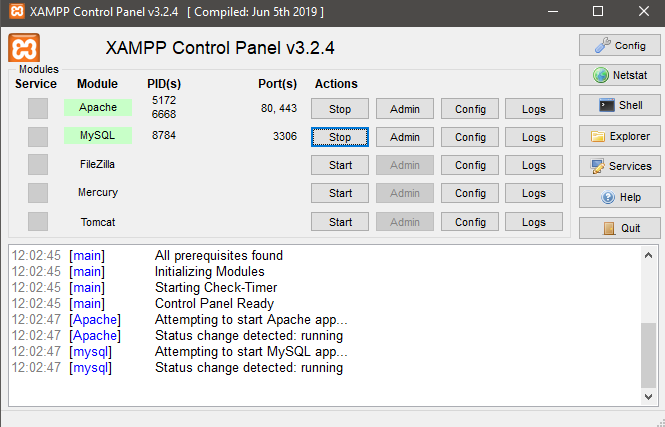 XAMPP Control Panel v3.2.4 [ Compiled: Jun 5th 2019 ]
XAMPP Control Panel v3.2.4
Config
Modules
Service Module PID(s) Port(s) Actions
Netstat
Apache 5172 6668 80, 443 Stop Admin Config Logs
Shell
MySQL 8784 3306 Stop Admin Config Logs
Explorer
FileZilla Start Admin Config Logs
Services
Mercury Start Admin Config Logs
Help
Tomcat Start Admin Config Logs
Quit
12:02:45 [main] All prerequisites found
12:02:45 [main] Initializing Modules
12:02:45 [main] Starting Check-Timer
12:02:45 [main] Control Panel Ready
12:02:47 [Apache] Attempting to start Apache app...
12:02:47 [Apache] Status change detected: running
12:02:47 [mysql] Attempting to start MySQL app...
12:02:47 [mysql] Status change detected: running